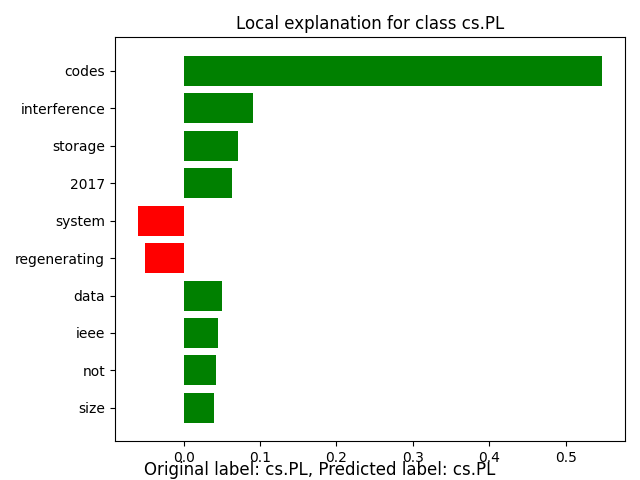 Local explanation for class cs.PL
codes
interference
storage
2017
system
regenerating
data
ieee
not
size
0.0 0.1 0.2 0.3 0.4 0.5
Original label: cs.PL, Predicted label: cs.PL